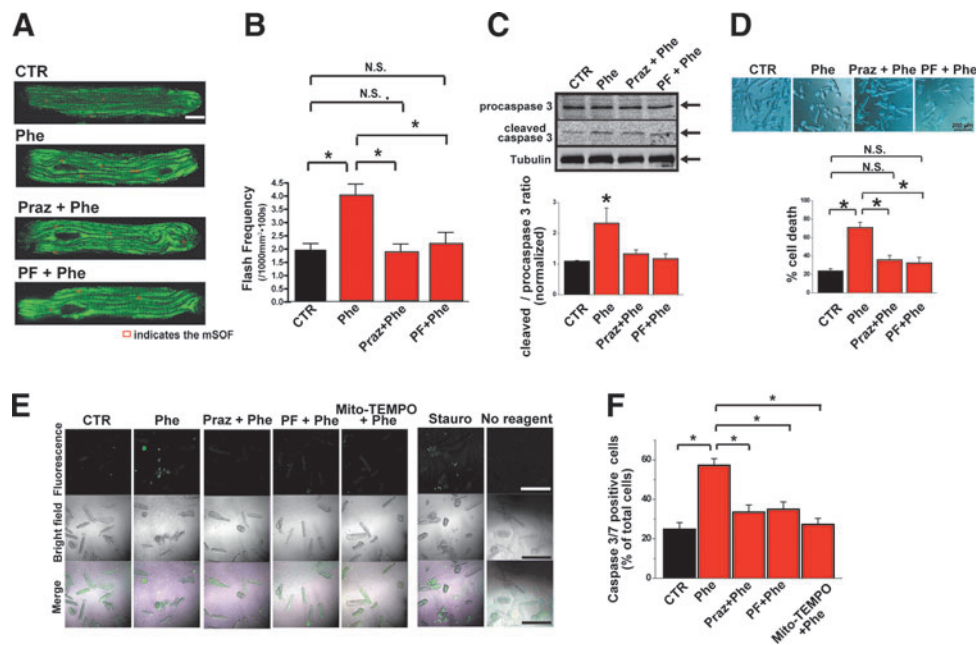 A
CTR
Phe
Praz + Phe
PF + Phe
indicates the mSOF
B
N.S.
N.S.
*
*
*
Flash Frequency
(/1000mm²·100s)
4.5
4.0
3.5
3.0
2.5
2.0
1.5
1.0
0.5
0.0
CTR
Phe
Praz+Phe
PF+Phe
C
CTR
Phe
Praz + Phe
PF + Phe
procaspase 3
cleaved
caspase 3
Tubulin
cleaved / procaspase 3 ratio
(normalized)
*
2
1
0
CTR
Phe
Praz+Phe
PF+Phe
D
CTR Phe Praz + Phe PF + Phe
200 µm
N.S.
N.S.
*
*
*
% cell death
100
80
60
40
20
0
CTR
Phe
Praz+Phe
PF+Phe
E
CTR Phe Praz + Phe PF + Phe Mito-TEMPO + Phe Stauro No reagent
Fluorescence
Bright field
Merge
F
*
*
*
*
Caspase 3/7 positive cells
(% of total cells)
60
40
20
0
CTR
Phe
Praz+Phe
PF+Phe
Mito-TEMPO
+Phe